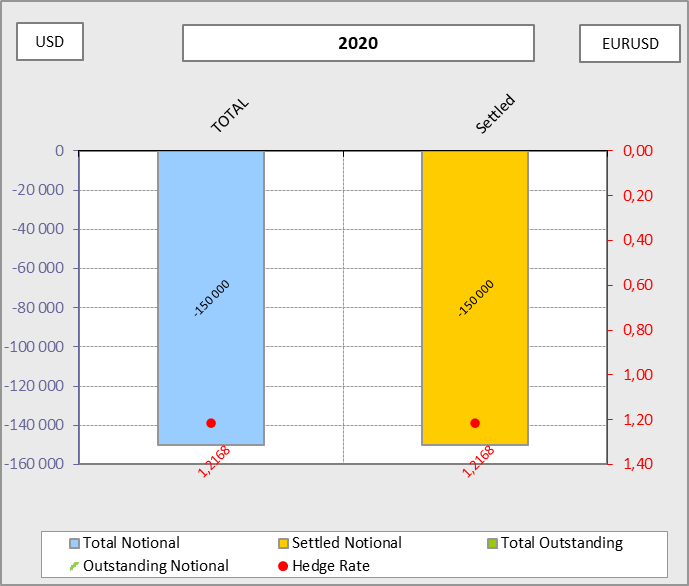 USD
2020
EURUSD
TOTAL
Settled
0
-20 000
-40 000
-60 000
-80 000
-100 000
-120 000
-140 000
-160 000
-150 000
-150 000
1,2168
1,2168
0,00
0,20
0,40
0,60
0,80
1,00
1,20
1,40
Total Notional
Settled Notional
Total Outstanding
Outstanding Notional
Hedge Rate